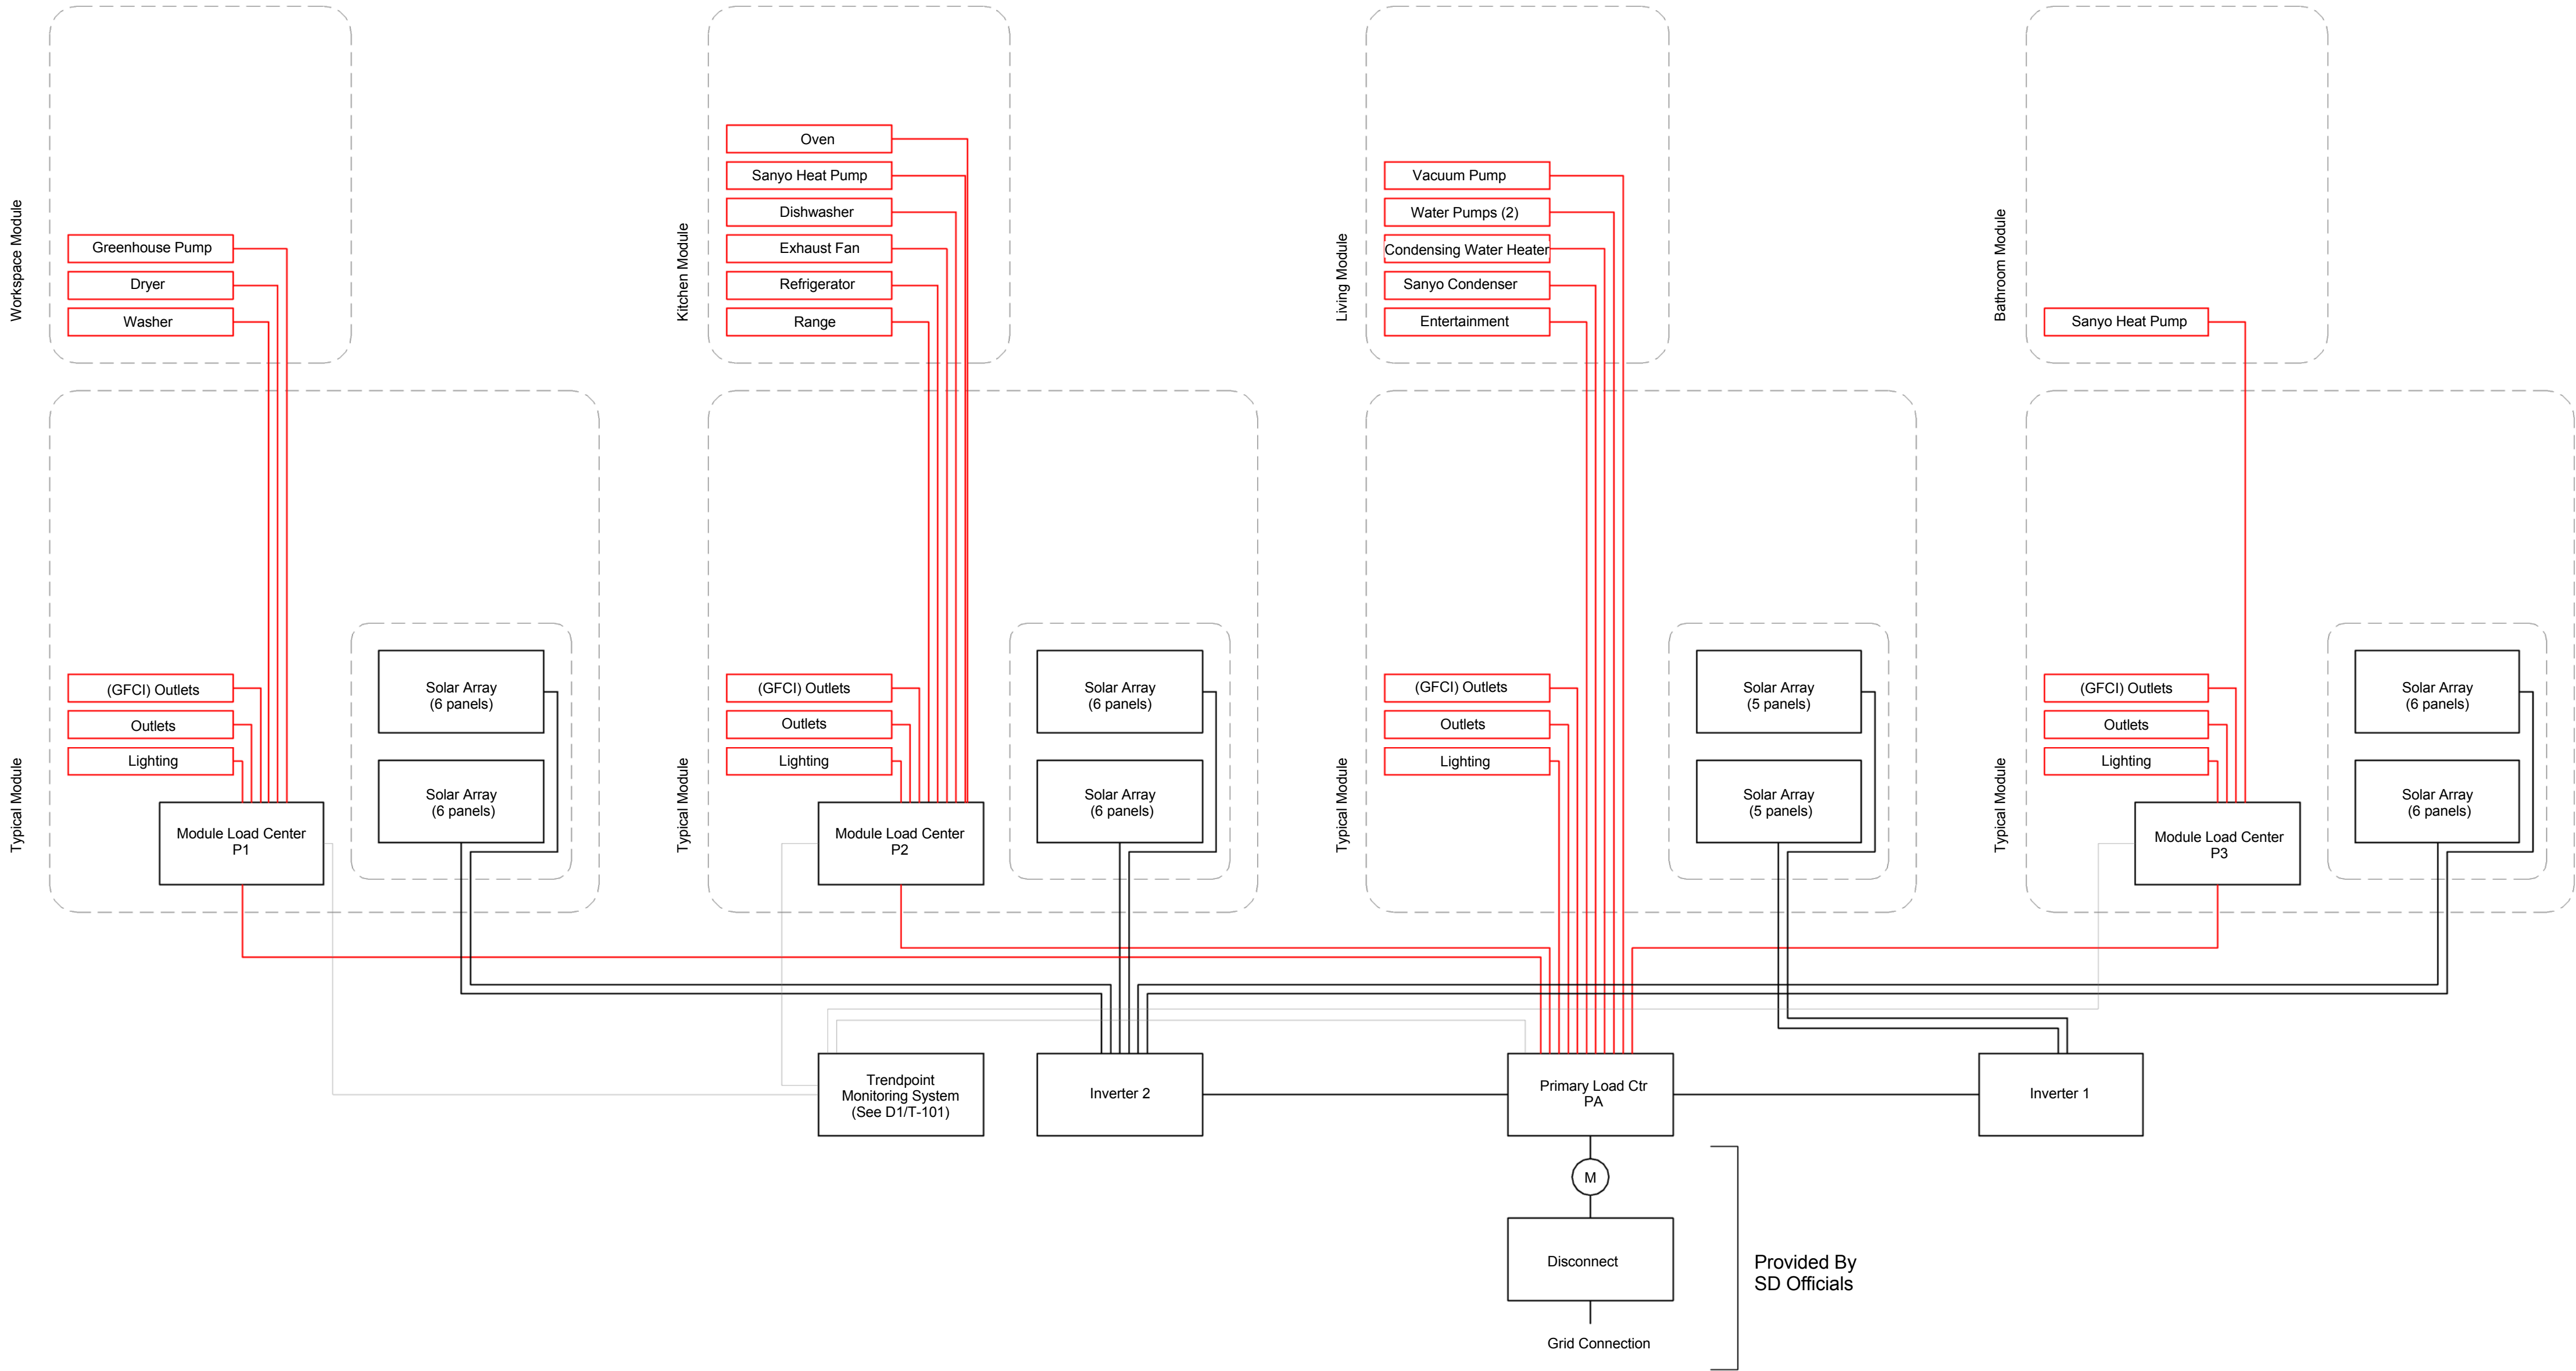 Workspace Module
Greenhouse Pump
Dryer
Washer
Kitchen Module
Oven
Sanyo Heat Pump
Dishwasher
Exhaust Fan
Refrigerator
Range
Living Module
Vacuum Pump
Water Pumps (2)
Condensing Water Heater
Sanyo Condenser
Entertainment
Bathroom Module
Sanyo Heat Pump
Typical Module
(GFCI) Outlets
Outlets
Lighting
Module Load Center
P1
Solar Array
(6 panels)
Solar Array
(6 panels)
Typical Module
(GFCI) Outlets
Outlets
Lighting
Module Load Center
P2
Solar Array
(6 panels)
Solar Array
(6 panels)
Typical Module
(GFCI) Outlets
Outlets
Lighting
Solar Array
(5 panels)
Solar Array
(5 panels)
Typical Module
(GFCI) Outlets
Outlets
Lighting
Module Load Center
P3
Solar Array
(6 panels)
Solar Array
(6 panels)
Trendpoint
Monitoring System
(See D1/T-101)
Inverter 2
Primary Load Ctr
PA
Inverter 1
M
Disconnect
Grid Connection
Provided By
SD Officials